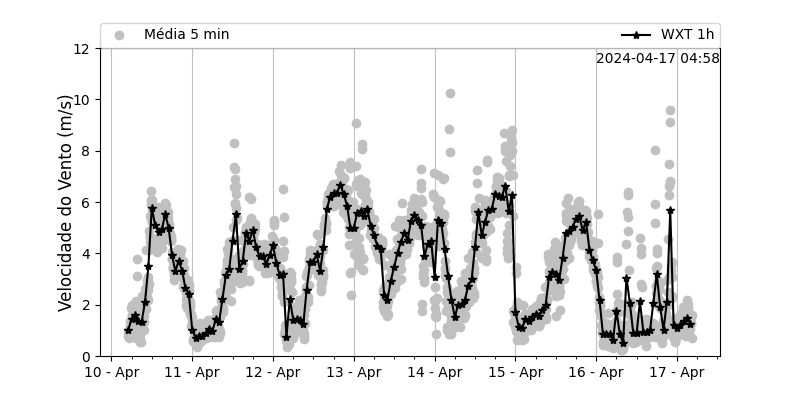 Média 5 min
WXT 1h
2024-04-17 04:58
Velocidade do Vento (m/s)
12
10
8
6
4
2
0
10 - Apr
11 - Apr
12 - Apr
13 - Apr
14 - Apr
15 - Apr
16 - Apr
17 - Apr